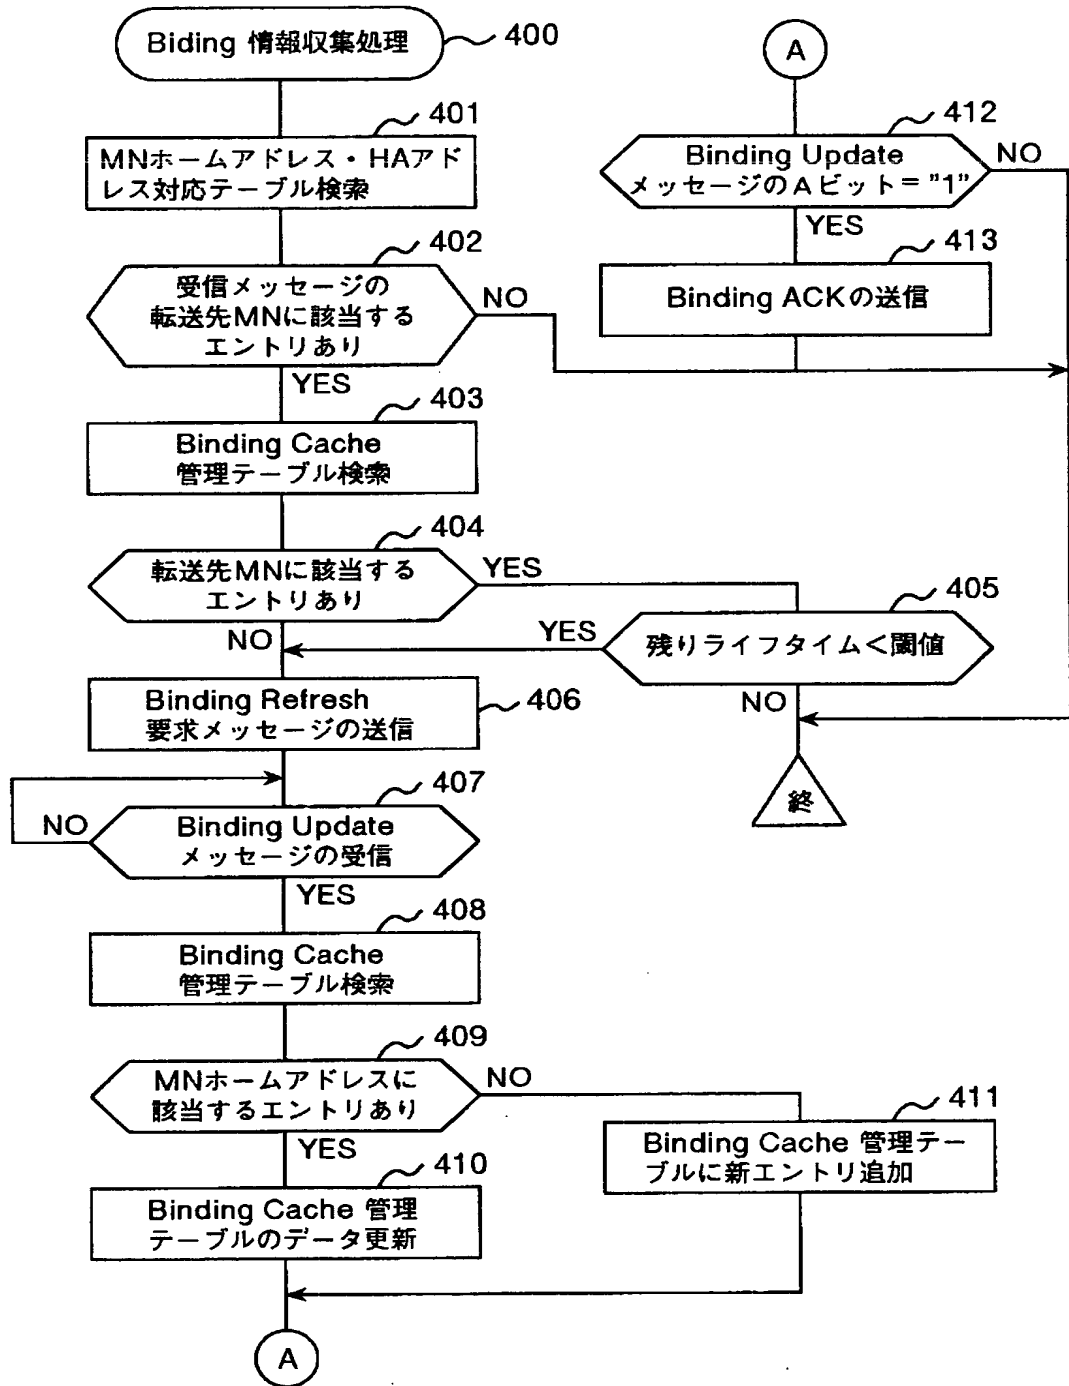 Biding 情報収集処理
400
401
MNホームアドレス・HAアド
レス対応テーブル検索
402
受信メッセージの
転送先MNに該当する
エントリあり
NO
YES
403
Binding Cache
管理テーブル検索
404
転送先MNに該当する
エントリあり
YES
NO
405
残りライフタイム<閾値
YES
NO
終
Binding Refresh
要求メッセージの送信
406
407
Binding Update
メッセージの受信
NO
YES
408
Binding Cache
管理テーブル検索
409
MNホームアドレスに
該当するエントリあり
NO
YES
410
Binding Cache 管理
テーブルのデータ更新
411
Binding Cache 管理テー
ブルに新エントリ追加
A
A
412
Binding Update
メッセージのAビット="1"
NO
YES
413
Binding ACKの送信